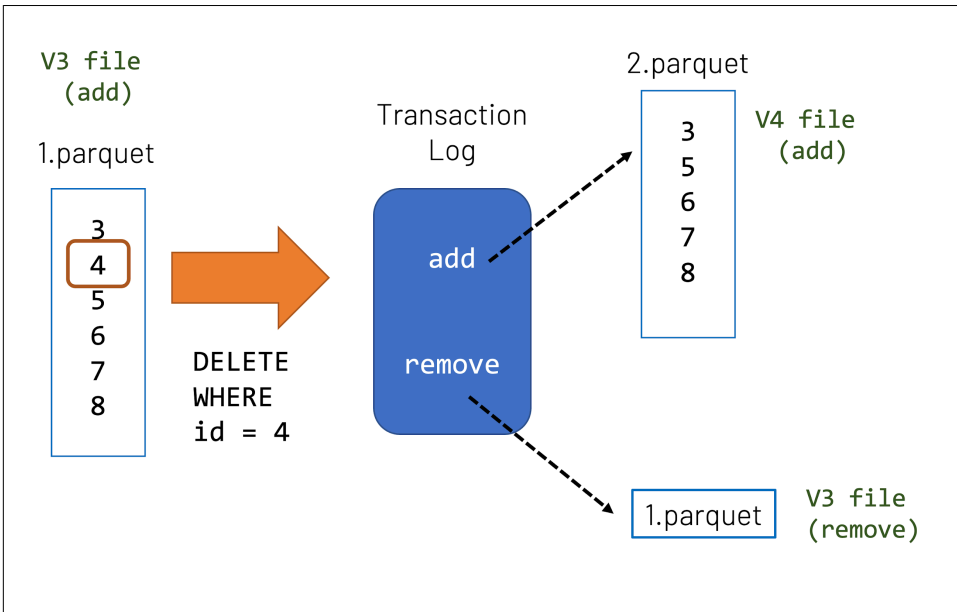 V3 file
(add)
1.parquet
3
4
5
6
7
8
DELETE
WHERE
id = 4
Transaction
Log
add
remove
2.parquet
3
5
6
7
8
V4 file
(add)
1.parquet
V3 file
(remove)